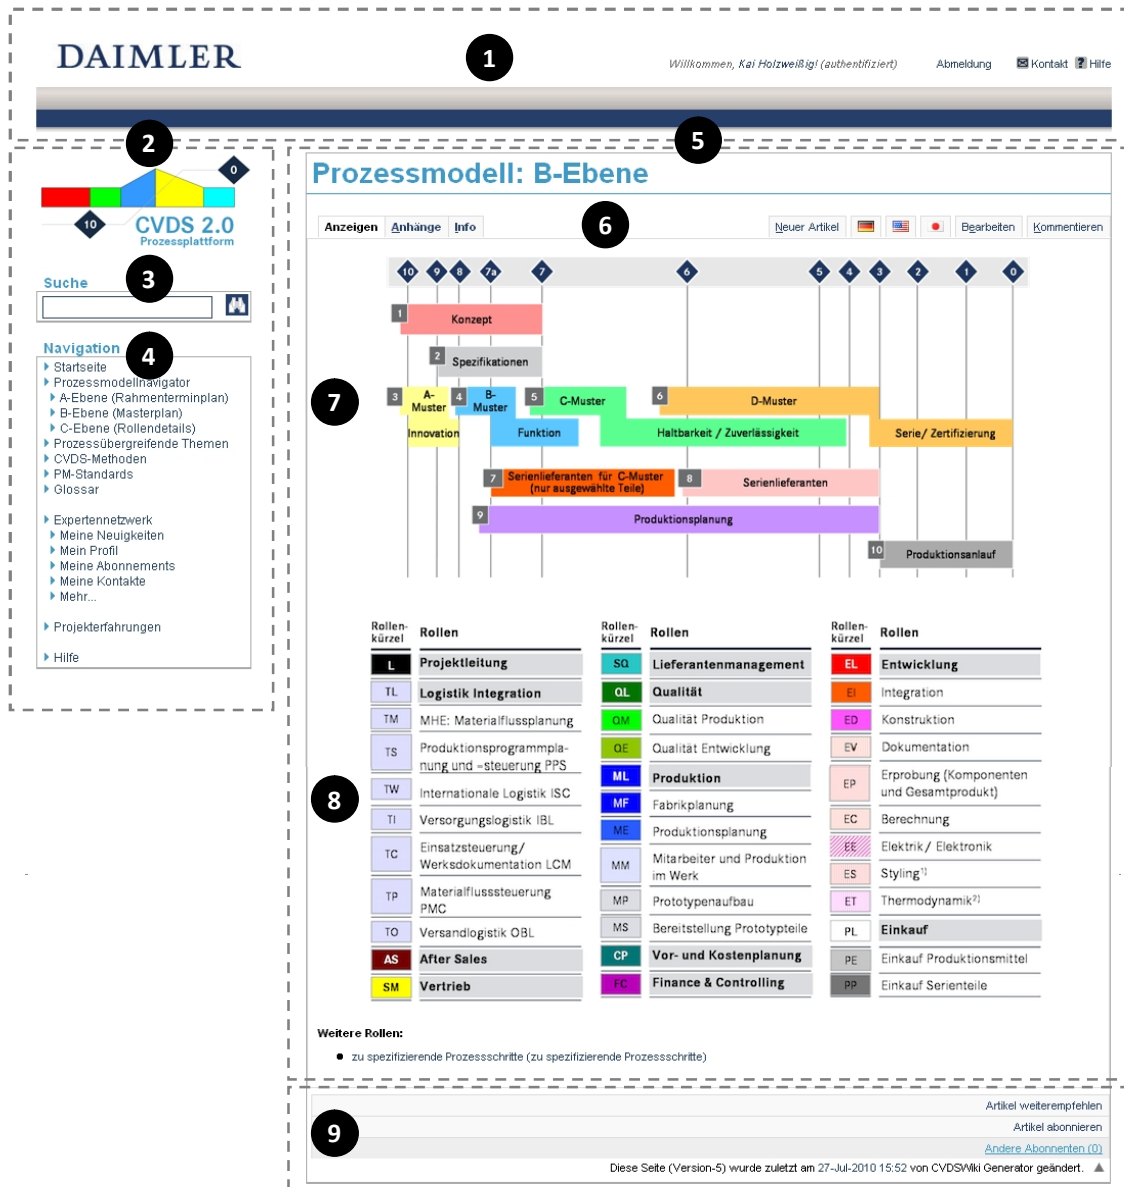 DAIMLER
1
Willkommen, Kai Holzweißig! (authentifiziert)
Abmeldung
Kontakt
? Hilfe
2
5
0
10
CVDS 2.0
Prozessplattform
3
Suche
Navigation
4
Startseite
Prozessmodellnavigator
A-Ebene (Rahmenterminplan)
B-Ebene (Masterplan)
C-Ebene (Rollendetails)
Prozessübergreifende Themen
CVDS-Methoden
PM-Standards
Glossar
Expertennetzwerk
Meine Neuigkeiten
Mein Profil
Meine Abonnements
Meine Kontakte
Mehr...
Projekterfahrungen
Hilfe
Prozessmodell: B-Ebene
6
Anzeigen Anhänge Info
Neuer Artikel
Bearbeiten
Kommentieren
10 9 8 7a 7 6 5 4 3 2 1 0
1 Konzept
2 Spezifikationen
7
3 A-
Muster
Innovation
4 B-
Muster
Funktion
5 C-Muster
Haltbarkeit / Zuverlässigkeit
6 D-Muster
Serie/ Zertifizierung
7 Serienlieferanten für C-Muster
(nur ausgewählte Teile)
8 Serienlieferanten
9 Produktionsplanung
10 Produktionsanlauf
8
Rollen-
kürzel
Rollen
L Projektleitung
TL Logistik Integration
TM MHE: Materialflussplanung
TS Produktionsprogrammpla-
nung und -steuerung PPS
TW Internationale Logistik ISC
TI Versorgungslogistik IBL
TC Einsatzsteuerung/
Werksdokumentation LCM
TP Materialflusssteuerung
PMC
TO Versandlogistik OBL
AS After Sales
SM Vertrieb
Rollen-
kürzel
Rollen
SQ Lieferantenmanagement
QL Qualität
QM Qualität Produktion
QE Qualität Entwicklung
ML Produktion
MF Fabrikplanung
ME Produktionsplanung
MM Mitarbeiter und Produktion
im Werk
MP Prototypenaufbau
MS Bereitstellung Prototypteile
CP Vor- und Kostenplanung
FC Finance & Controlling
Rollen-
kürzel
Rollen
EL Entwicklung
EI Integration
ED Konstruktion
EV Dokumentation
EP Erprobung (Komponenten
und Gesamtprodukt)
EC Berechnung
EE Elektrik/ Elektronik
ES Styling¹⁾
ET Thermodynamik²⁾
PL Einkauf
PE Einkauf Produktionsmittel
PP Einkauf Serienteile
Weitere Rollen:
● zu spezifizierende Prozessschritte (zu spezifizierende Prozessschritte)
9
Artikel weiterempfehlen
Artikel abonnieren
Andere Abonnenten (0)
Diese Seite (Version-5) wurde zuletzt am 27-Jul-2010 15:52 von CVDSWiki Generator geändert.